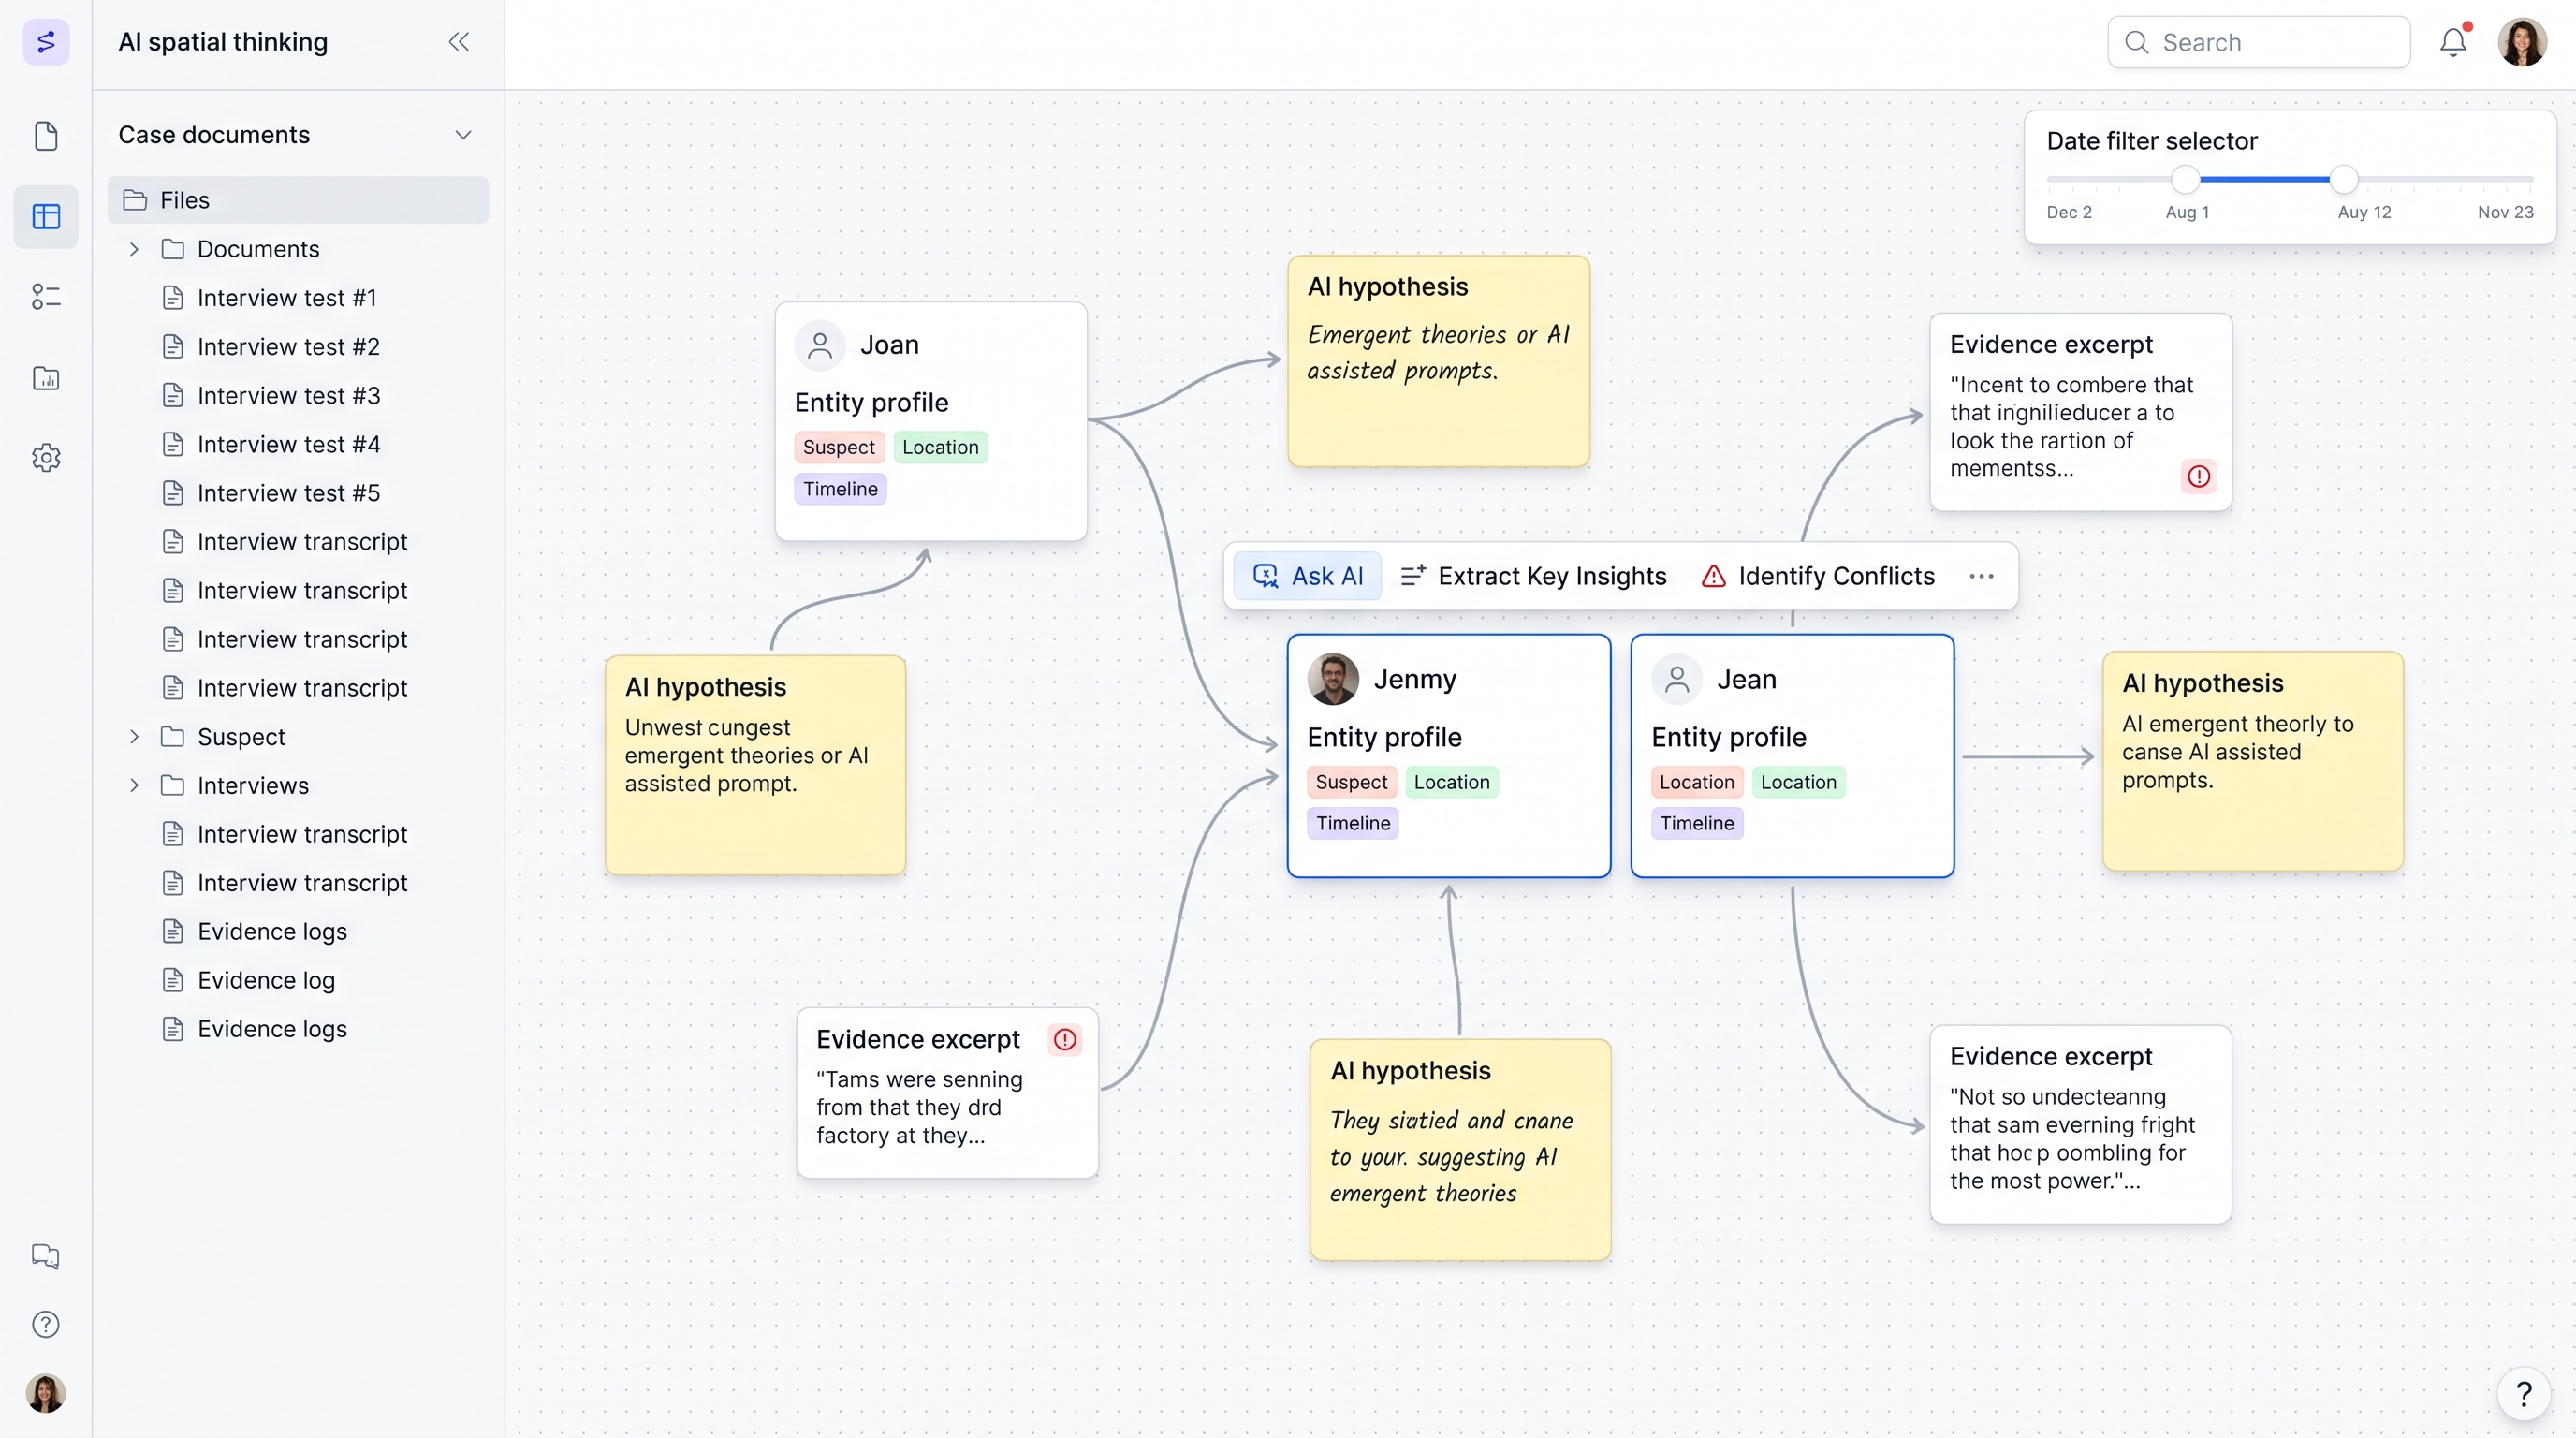 AI spatial thinking
Search
Case documents
Files
Documents
Interview test #1
Interview test #2
Interview test #3
Interview test #4
Interview test #5
Interview transcript
Interview transcript
Interview transcript
Interview transcript
Suspect
Interviews
Interview transcript
Interview transcript
Evidence logs
Evidence log
Evidence logs
Date filter selector
Dec 2
Aug 1
Auy 12
Nov 23
Joan
Entity profile
Suspect
Location
Timeline
AI hypothesis
Emergent theories or AI
assisted prompts.
Evidence excerpt
"Incent to combere that
that ingnilfeducer a to
look the rartion of
mementss...
Ask AI
Extract Key Insights
Identify Conflicts
AI hypothesis
Unwest cungest
emergent theories or AI
assisted prompt.
Jenmy
Entity profile
Suspect
Location
Timeline
Jean
Entity profile
Location
Location
Timeline
AI hypothesis
AI emergent theorly to
canse AI assisted
prompts.
Evidence excerpt
"Tams were senning
from that they drd
factory at they...
AI hypothesis
They sixtied and cnane
to your. suggesting AI
emergent theories
Evidence excerpt
"Not so undecteanng
that sam everning fright
that hoc p oombling for
the most power."...
?